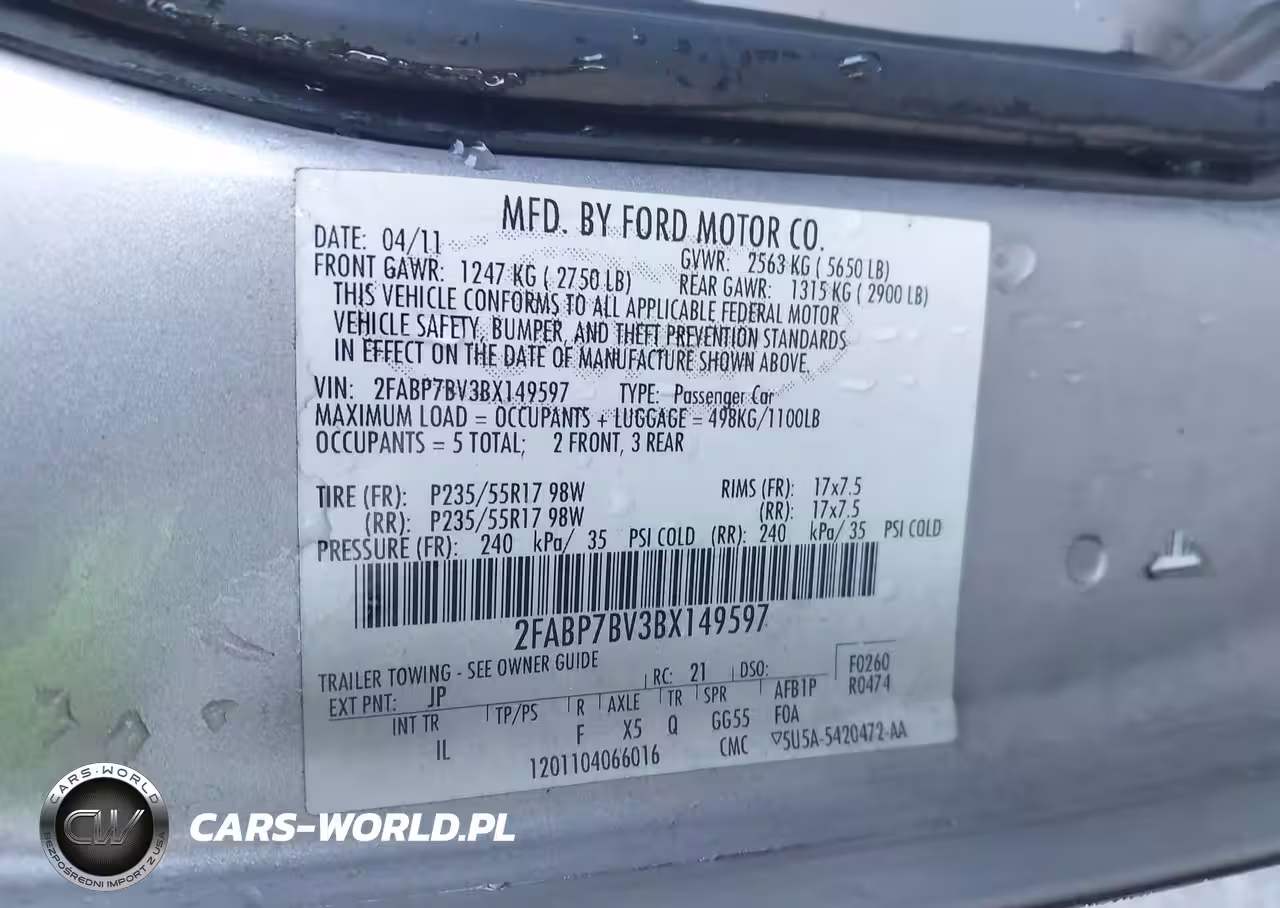 MFD. BY FORD MOTOR CO.
DATE: 04/11 GVWR: 2563 KG ( 5650 LB)
FRONT GAWR: 1247 KG ( 2750 LB) REAR GAWR: 1315 KG ( 2900 LB)
THIS VEHICLE CONFORMS TO ALL APPLICABLE FEDERAL MOTOR
VEHICLE SAFETY, BUMPER, AND THEFT PREVENTION STANDARDS
IN EFFECT ON THE DATE OF MANUFACTURE SHOWN ABOVE.
VIN: 2FABP7BV3BX149597 TYPE: Passenger Car
MAXIMUM LOAD = OCCUPANTS + LUGGAGE = 498KG/1100LB
OCCUPANTS = 5 TOTAL; 2 FRONT, 3 REAR
TIRE (FR): P235/55R17 98W RIMS (FR): 17x7.5
(RR): P235/55R17 98W (RR): 17x7.5
PRESSURE (FR): 240 kPa/ 35 PSI COLD (RR): 240 kPa/ 35 PSI COLD
2FABP7BV3BX149597
TRAILER TOWING - SEE OWNER GUIDE
EXT PNT: JP RC: 21 DSO: F0260
R0474
INT TR TP/PS R AXLE TR SPR AFB1P
IL F X5 Q GG55 FOA
1201104066016 CMC ▽5U5A-5420472-AA
CARS-WORLD
CW
BEZPOŚREDNI IMPORT Z USA
CARS-WORLD.PL